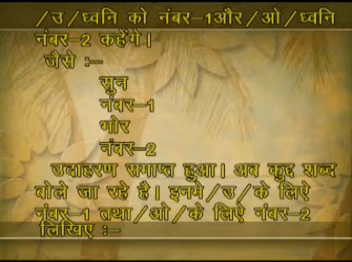 /उ/ध्वनि को नंबर–1और/ओ/ध्वनि
नंबर–2 कहेंगे।
जैसे :–
सुन
नंबर–1
भोर
नंबर–2
उदाहरण समाप्त हुआ। अब कुद शब्द
बोले जा रहे है। इनमे/उ/के लिऐ
नंबर–1 तथा/ओ/के लिऐ नंबर–2
लिखिए :–